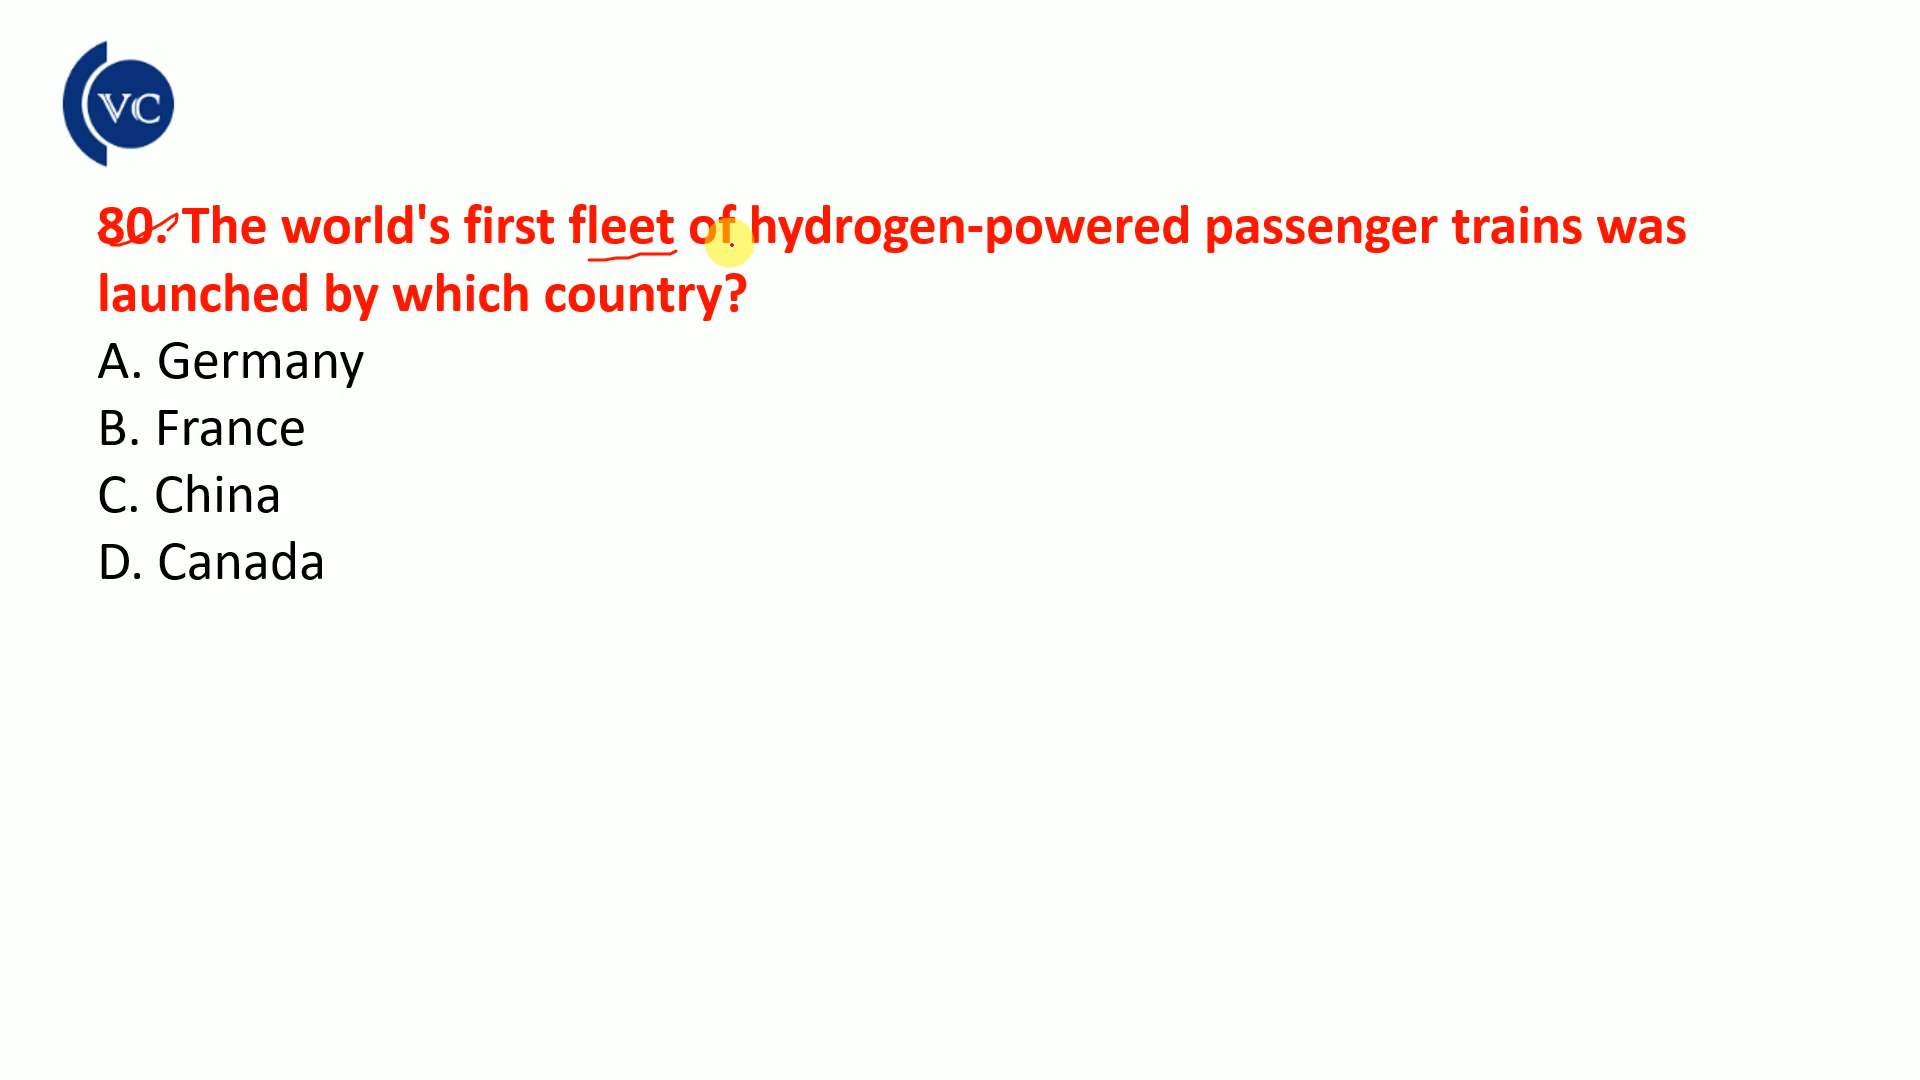 VC
80. The world's first fleet of hydrogen-powered passenger trains was
launched by which country?
A. Germany
B. France
C. China
D. Canada